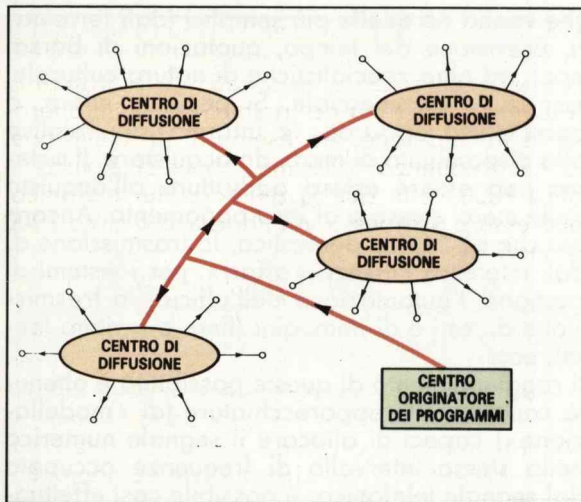 CENTRO DI
DIFFUSIONE
CENTRO DI
DIFFUSIONE
CENTRO DI
DIFFUSIONE
CENTRO DI
DIFFUSIONE
CENTRO
ORIGINATORE
DEI PROGRAMMI